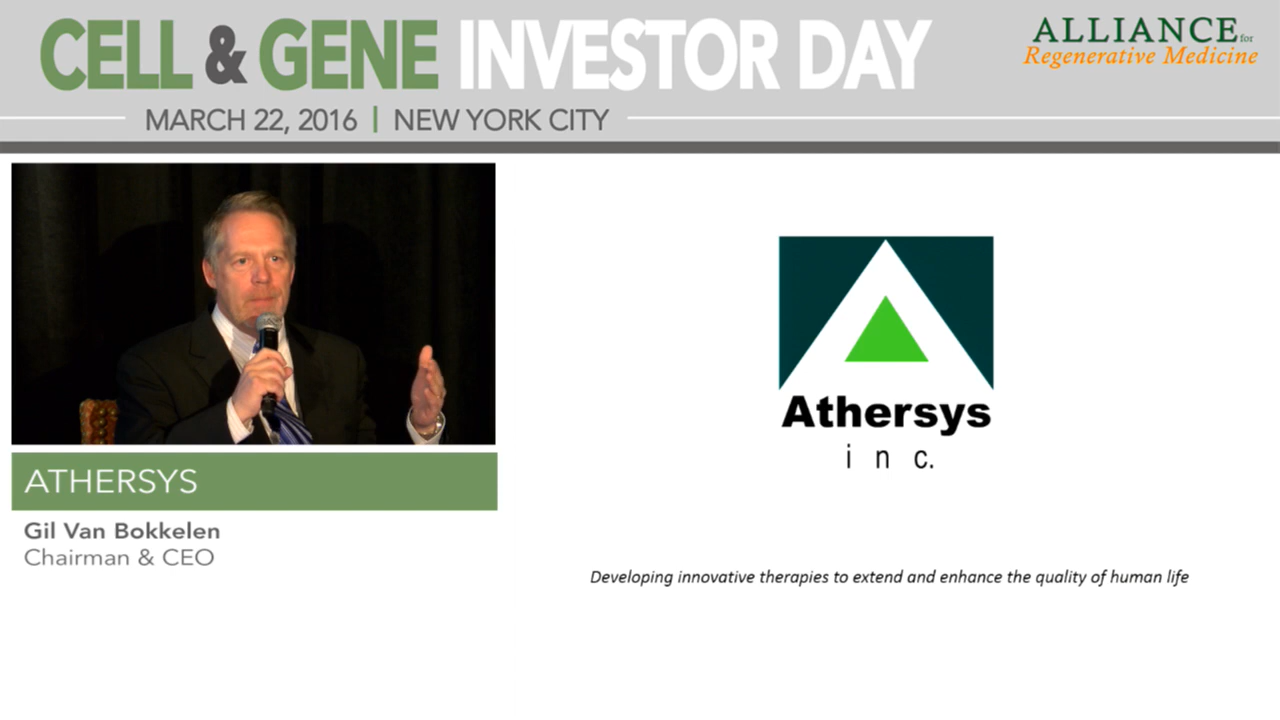 CELL & GENE INVESTOR DAY
ALLIANCE for
Regenerative Medicine
MARCH 22, 2016 | NEW YORK CITY
ATHERSYS
Gil Van Bokkelen
Chairman & CEO
Athersys
inc.
Developing innovative therapies to extend and enhance the quality of human life